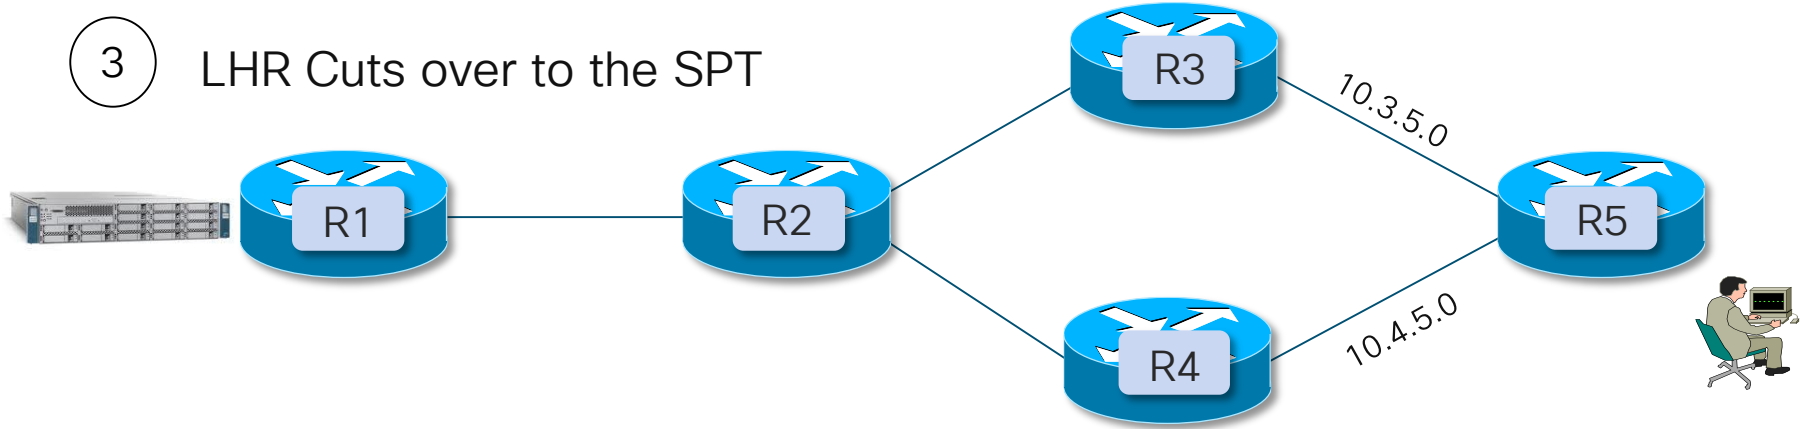 3
LHR Cuts over to the SPT
R3
10.3.5.0
R1
R2
R5
10.4.5.0
R4